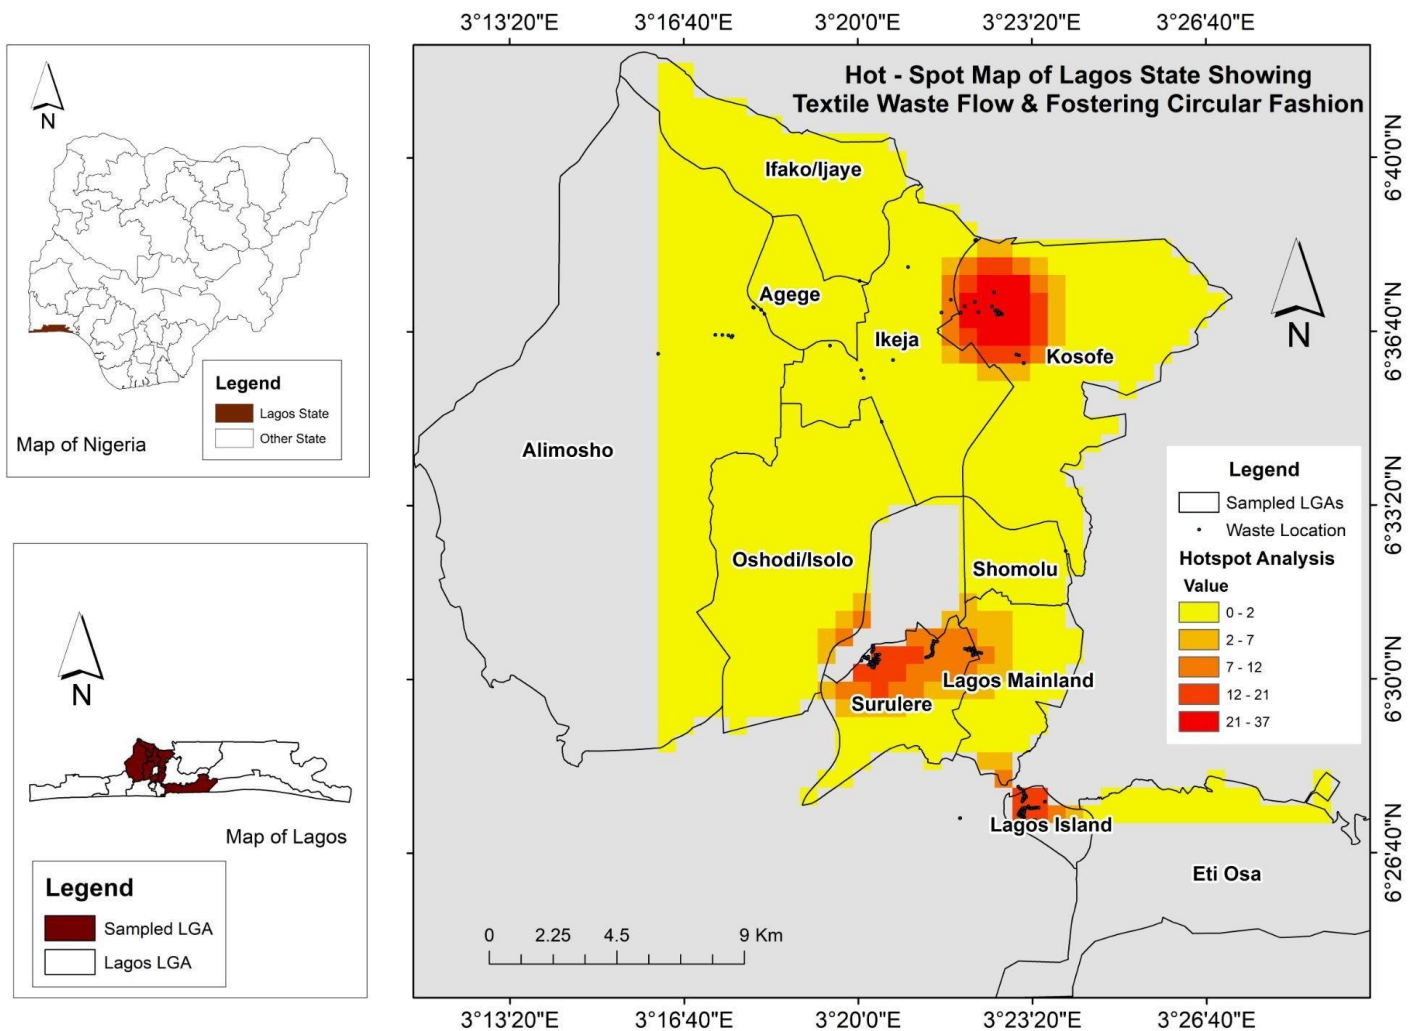 3°13'20"E 3°16'40"E 3°20'0"E 3°23'20"E 3°26'40"E
Hot - Spot Map of Lagos State Showing
Textile Waste Flow & Fostering Circular Fashion
N
Legend
Lagos State
Other State
Map of Nigeria
N
Map of Lagos
Legend
Sampled LGA
Lagos LGA
Ifako/Ijaye
Agege
Ikeja
Kosofe
Alimosho
Oshodi/Isolo
Shomolu
Lagos Mainland
Surulere
Lagos Island
Eti Osa
N
Legend
Sampled LGAs
Waste Location
Hotspot Analysis
Value
0 - 2
2 - 7
7 - 12
12 - 21
21 - 37
6°40'0"N
6°36'40"N
6°33'20"N
6°30'0"N
6°26'40"N
0 2.25 4.5 9 Km
3°13'20"E 3°16'40"E 3°20'0"E 3°23'20"E 3°26'40"E